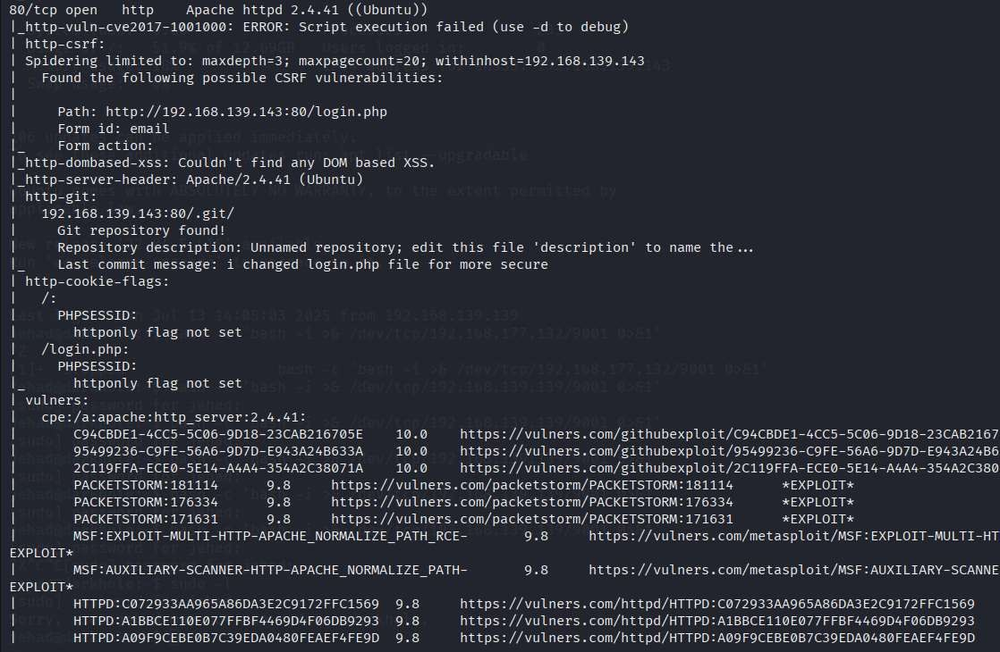 80/tcp open   http    Apache httpd 2.4.41 ((Ubuntu))
|_http-vuln-cve2017-1001000: ERROR: Script execution failed (use -d to debug)
| http-csrf:
| Spidering limited to: maxdepth=3; maxpagecount=20; withinhost=192.168.139.143
|   Found the following possible CSRF vulnerabilities:
|
|     Path: http://192.168.139.143:80/login.php
|     Form id: email
|_    Form action:
|_http-dombased-xss: Couldn't find any DOM based XSS.
|_http-server-header: Apache/2.4.41 (Ubuntu)
| http-git:
|   192.168.139.143:80/.git/
|     Git repository found!
|     Repository description: Unnamed repository; edit this file 'description' to name the...
|_    Last commit message: i changed login.php file for more secure
| http-cookie-flags:
|   /:
|     PHPSESSID:
|       httponly flag not set
|   /login.php:
|     PHPSESSID:
|_      httponly flag not set
| vulners:
|   cpe:/a:apache:http_server:2.4.41:
|       C94CBDE1-4CC5-5C06-9D18-23CAB216705E    10.0    https://vulners.com/githubexploit/C94CBDE1-4CC5-5C06-9D18-23CAB2167
|       95499236-C9FE-56A6-9D7D-E943A24B633A    10.0    https://vulners.com/githubexploit/95499236-C9FE-56A6-9D7D-E943A24B6
|       2C119FFA-ECE0-5E14-A4A4-354A2C38071A    10.0    https://vulners.com/githubexploit/2C119FFA-ECE0-5E14-A4A4-354A2C380
|       PACKETSTORM:181114      9.8     https://vulners.com/packetstorm/PACKETSTORM:181114      *EXPLOIT*
|       PACKETSTORM:176334      9.8     https://vulners.com/packetstorm/PACKETSTORM:176334      *EXPLOIT*
|       PACKETSTORM:171631      9.8     https://vulners.com/packetstorm/PACKETSTORM:171631      *EXPLOIT*
|       MSF:EXPLOIT-MULTI-HTTP-APACHE_NORMALIZE_PATH_RCE-       9.8     https://vulners.com/metasploit/MSF:EXPLOIT-MULTI-HT
EXPLOIT*
|       MSF:AUXILIARY-SCANNER-HTTP-APACHE_NORMALIZE_PATH-       9.8     https://vulners.com/metasploit/MSF:AUXILIARY-SCANNE
EXPLOIT*
|       HTTPD:C072933AA965A86DA3E2C9172FFC1569  9.8     https://vulners.com/httpd/HTTPD:C072933AA965A86DA3E2C9172FFC1569
|       HTTPD:A1BBCE110E077FFBF4469D4F06DB9293  9.8     https://vulners.com/httpd/HTTPD:A1BBCE110E077FFBF4469D4F06DB9293
|       HTTPD:A09F9CEBE0B7C39EDA0480FEAEF4FE9D  9.8     https://vulners.com/httpd/HTTPD:A09F9CEBE0B7C39EDA0480FEAEF4FE9D